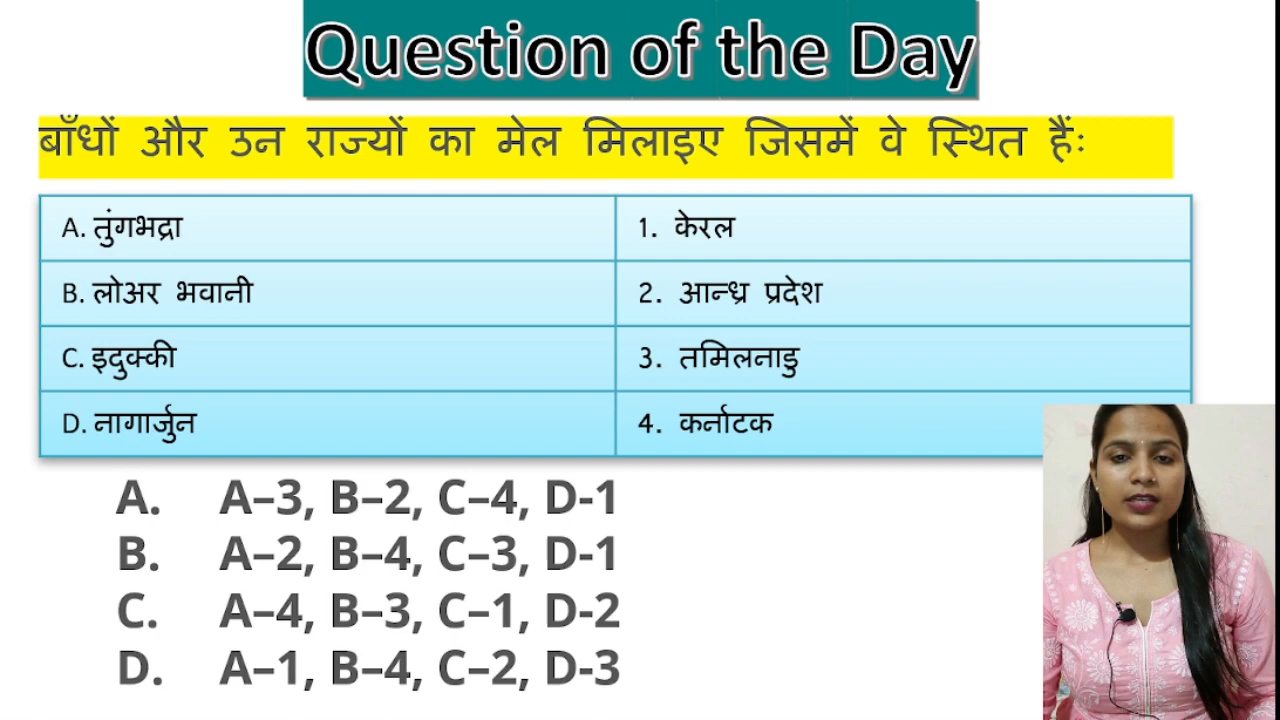 Question of the Day
बाँधों और उन राज्यों का मेल मिलाइए जिसमें वे स्थित हैंः
A. तुंगभद्रा 1. केरल
B. लोअर भवानी 2. आन्ध्र प्रदेश
C. इदुक्की 3. तमिलनाडु
D. नागार्जुन 4. कर्नाटक
A. A–3, B–2, C–4, D-1
B. A–2, B–4, C–3, D-1
C. A–4, B–3, C–1, D-2
D. A–1, B–4, C–2, D-3